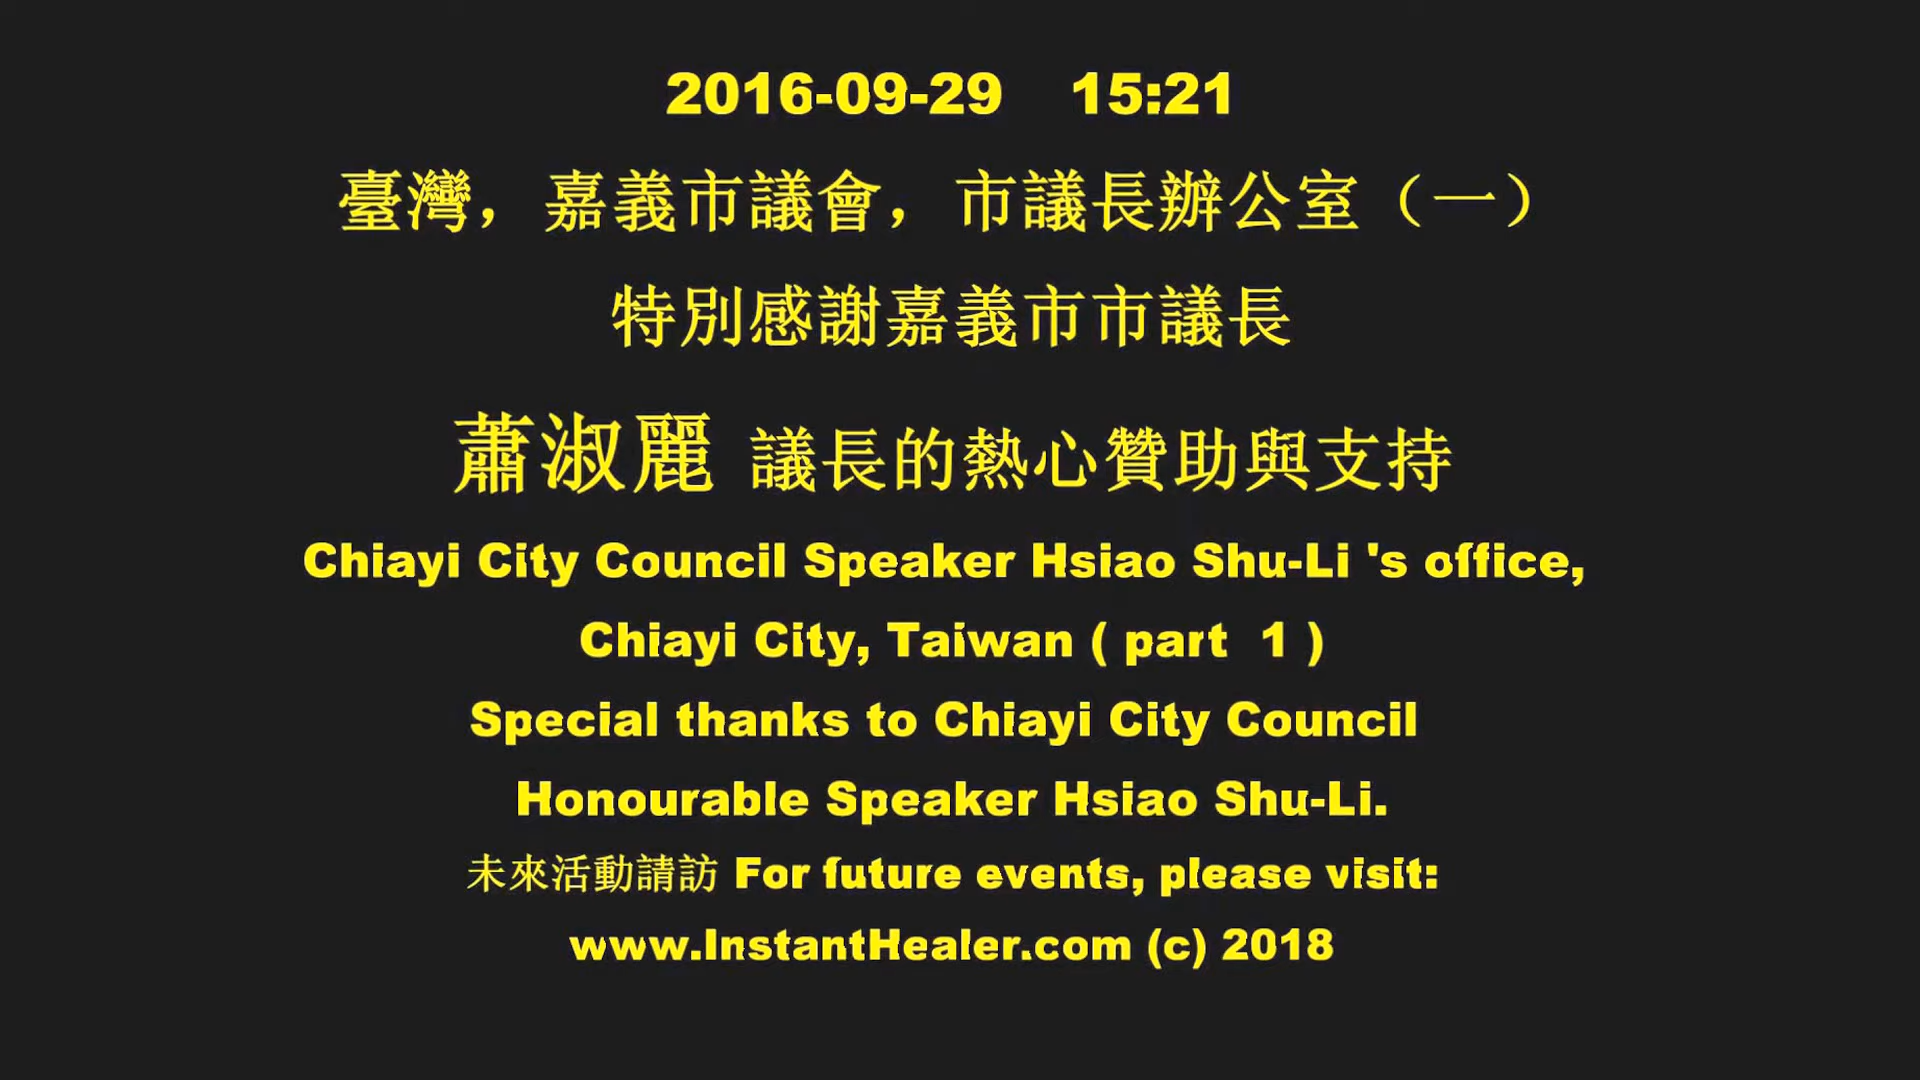 2016-09-29 15:21
臺灣，嘉義市議會，市議長辦公室（一）
特別感謝嘉義市市議長
蕭淑麗 議長的熱心贊助與支持
Chiayi City Council Speaker Hsiao Shu-Li 's office,
Chiayi City, Taiwan ( part 1 )
Special thanks to Chiayi City Council
Honourable Speaker Hsiao Shu-Li.
未來活動請訪 For future events, please visit:
www.InstantHealer.com (c) 2018